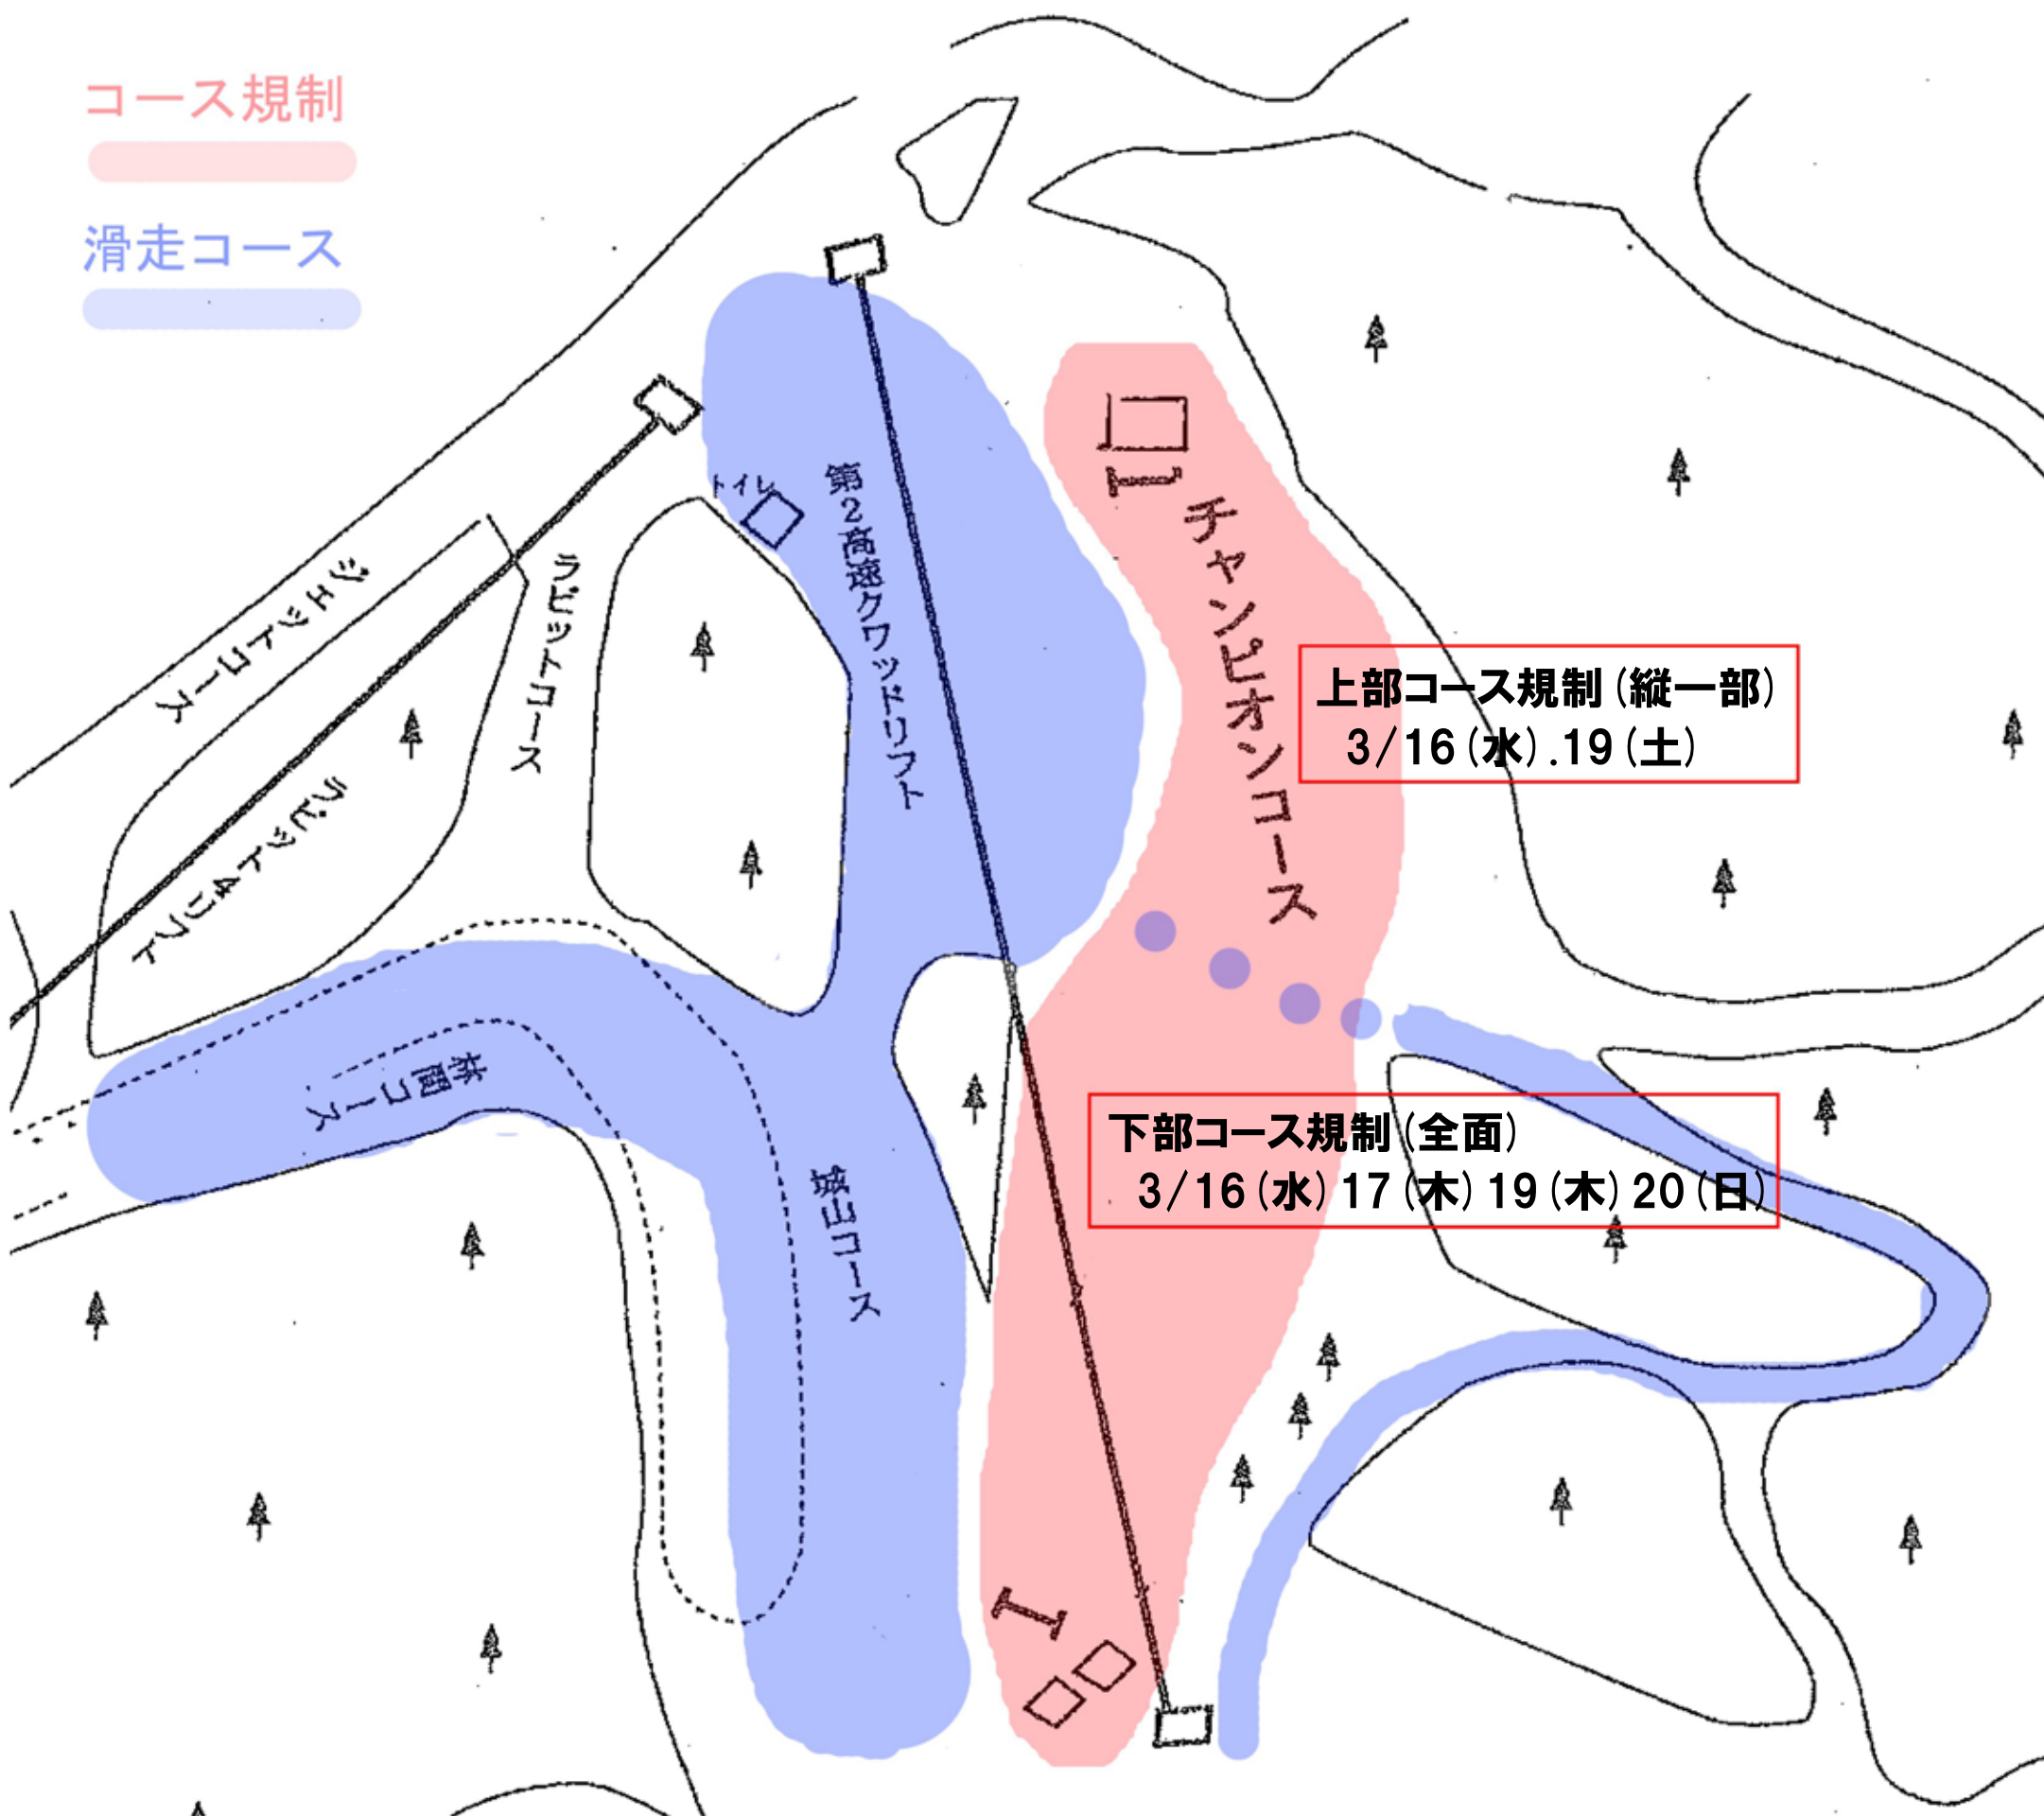 コース規制
滑走コース
トイレ
第2高速クワッドリフト
チャンピオンコース
ジェットコース
ラビットコース
ラビット4リフト
上部コース規制(縦一部)
3/16(水).19(土)
下部コース規制(全面)
3/16(水)17(木)19(木)20(日)
林間コース
城山コース